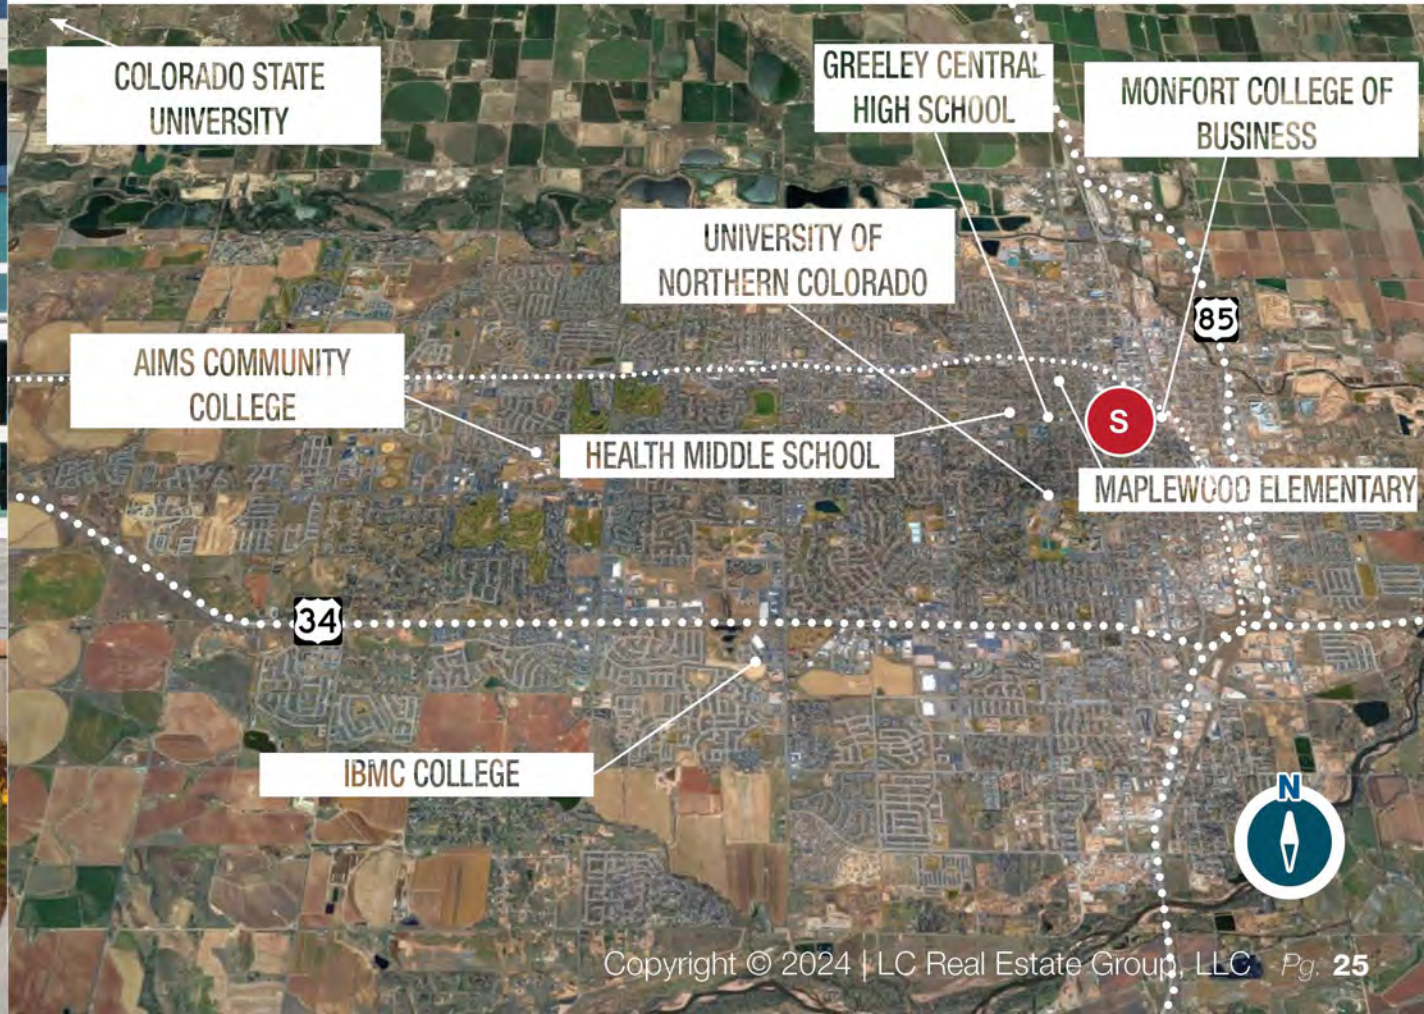 COLORADO STATE
UNIVERSITY
GREELEY CENTRAL
HIGH SCHOOL
MONFORT COLLEGE OF
BUSINESS
UNIVERSITY OF
NORTHERN COLORADO
85
AIMS COMMUNITY
COLLEGE
S
HEALTH MIDDLE SCHOOL
MAPLEWOOD ELEMENTARY
34
IBMC COLLEGE
N
Copyright © 2024 | LC Real Estate Group, LLC Pg. 25